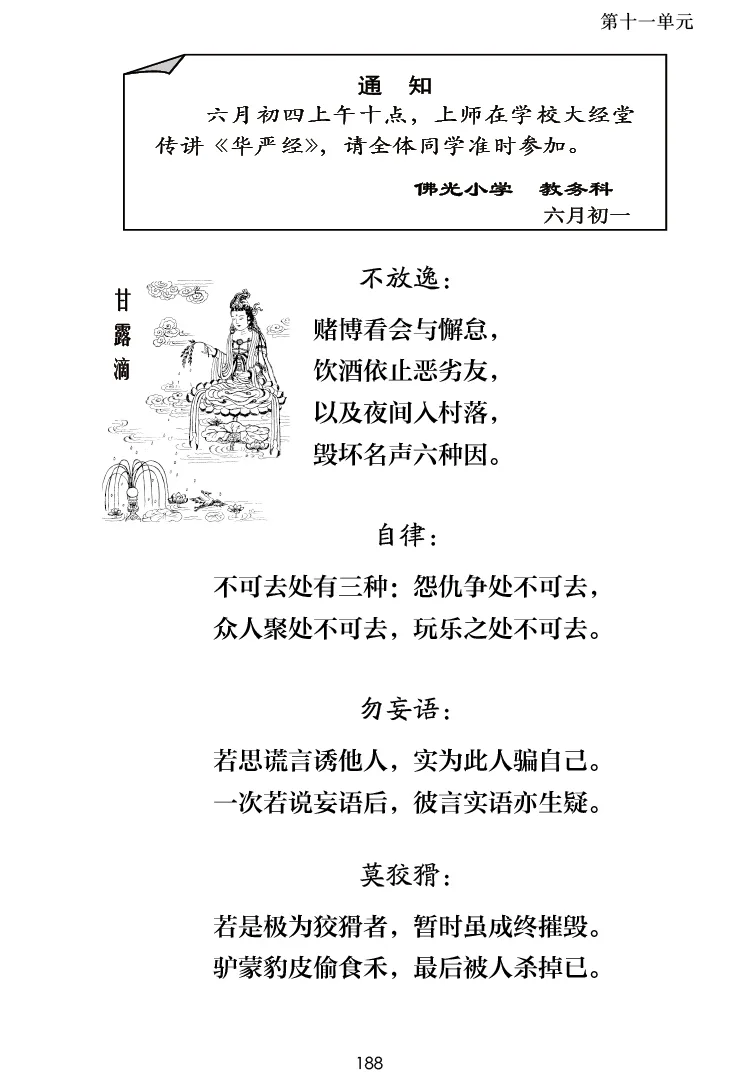 第十一单元
通 知
六月初四上午十点，上师在学校大经堂
传讲《华严经》，请全体同学准时参加。
佛光小学 教务科
六月初一
甘露滴
不放逸：
赌博看会与懈怠，
饮酒依止恶劣友，
以及夜间入村落，
毁坏名声六种因。
自律：
不可去处有三种：怨仇争处不可去，
众人聚处不可去，玩乐之处不可去。
勿妄语：
若思谎言诱他人，实为此人骗自己。
一次若说妄语后，彼言实语亦生疑。
莫狡猾：
若是极为狡猾者，暂时虽成终摧毁。
驴蒙豹皮偷食禾，最后被人杀掉已。
188